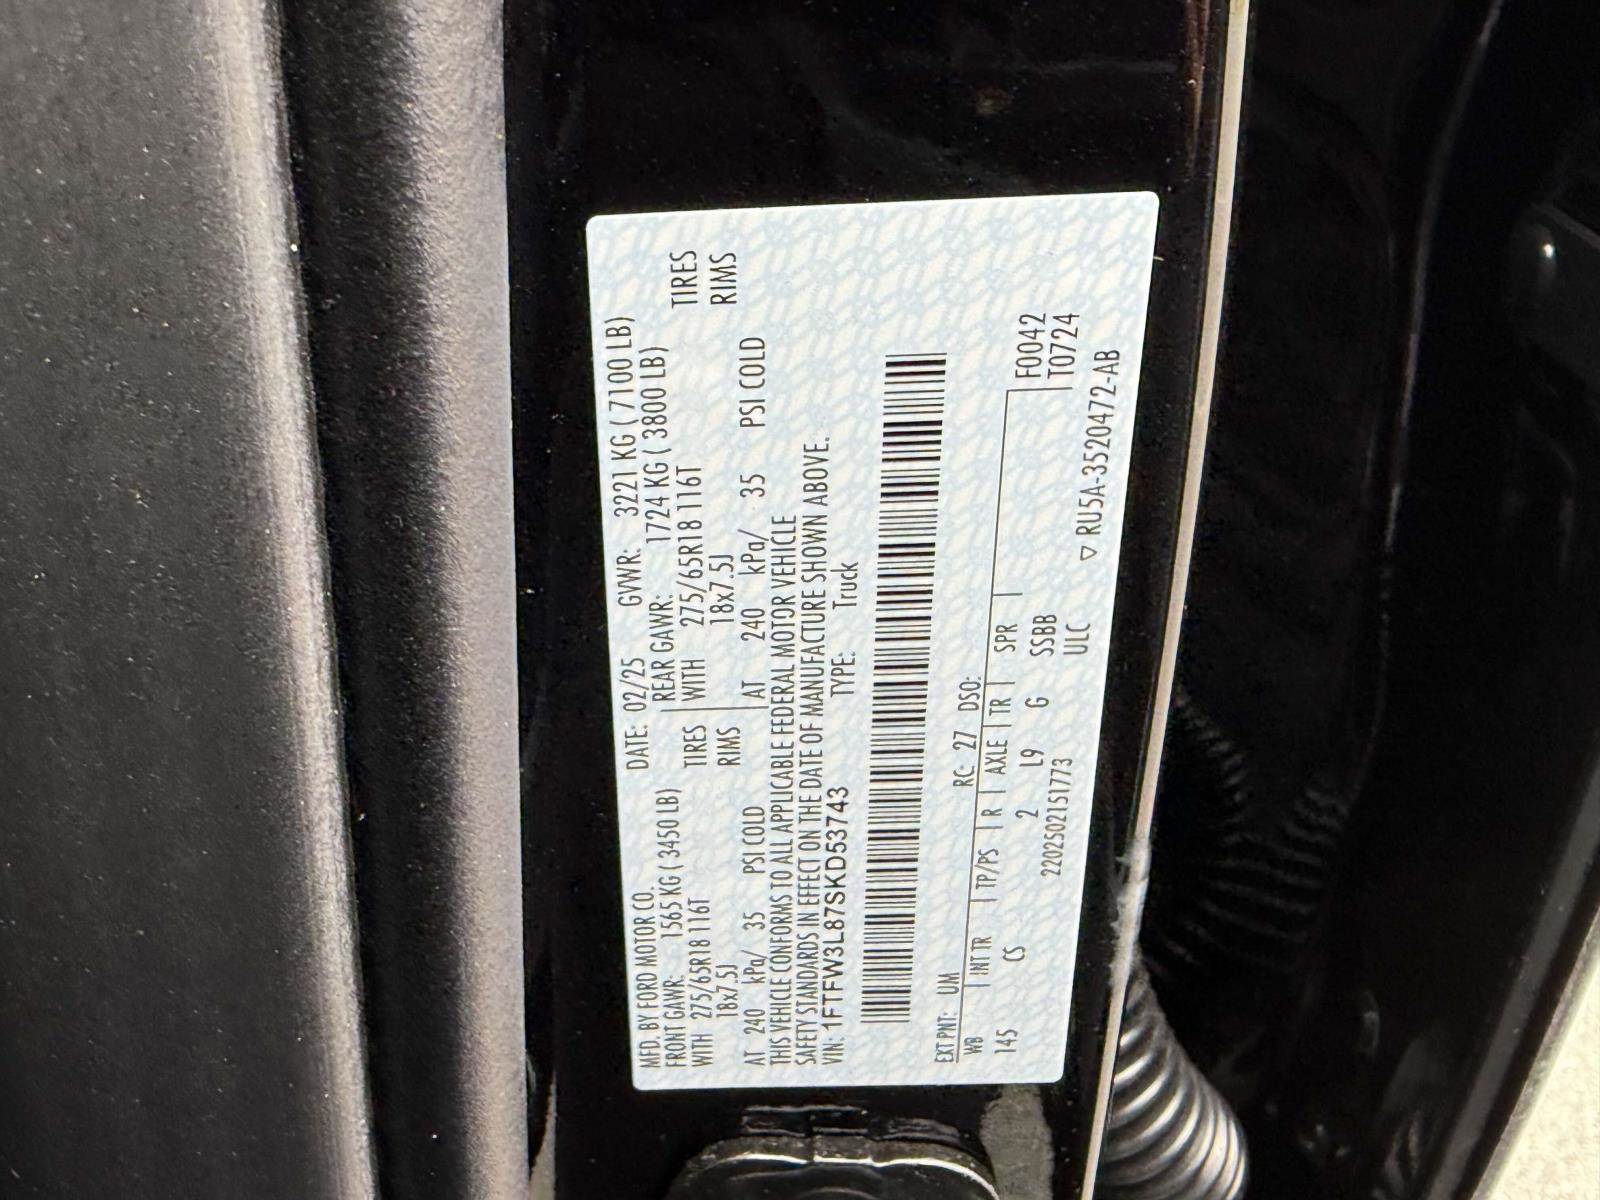 MFD. BY FORD MOTOR CO.
DATE: 02/25 GVWR: 3221 KG ( 7100 LB)
FRONT GAWR: 1565 KG ( 3450 LB) REAR GAWR: 1724 KG ( 3800 LB)
WITH 275/65R18 116T TIRES WITH 275/65R18 116T TIRES
18x7.5J RIMS 18x7.5J RIMS
AT 240 kPa/ 35 PSI COLD AT 240 kPa/ 35 PSI COLD
THIS VEHICLE CONFORMS TO ALL APPLICABLE FEDERAL MOTOR VEHICLE
SAFETY STANDARDS IN EFFECT ON THE DATE OF MANUFACTURE SHOWN ABOVE.
VIN: 1FTFW3L87SKD53743 TYPE: Truck
EXT PNT: UM RC: 27 DSO:
WB INT TR TP/PS R AXLE TR SPR F0042
145 CS 2 L9 G SSBB T0724
2202502151773 ULC
▽ RU5A-3520472-AB